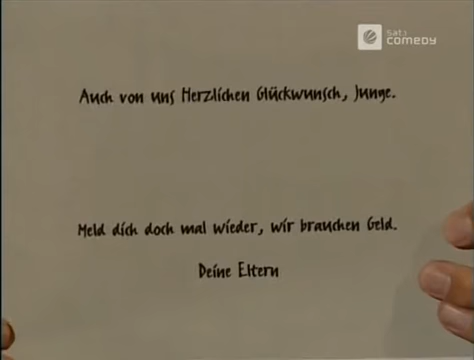 Sat.1
comedy
Auch von uns Herzlichen Glückwunsch, Junge.
Meld dich doch mal wieder, wir brauchen Geld.
Deine Eltern